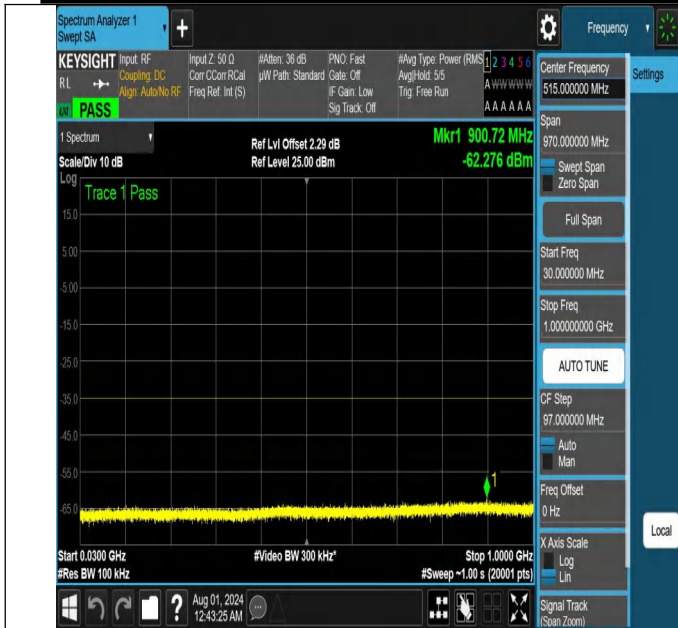 Spectrum Analyzer 1
Swept SA
+
Frequency
KEYSIGHT
RL
PASS
Input: RF
Coupling: DC
Align: Auto/No RF
Input Z: 50 Ω
Corr CCorr RCal
Freq Ref: Int (S)
#Atten: 36 dB
µW Path: Standard
PNO: Fast
Gate: Off
IF Gain: Low
Sig Track: Off
#Avg Type: Power (RMS
Avg|Hold: 5/5
Trig: Free Run
1 2 3 4 5 6
A W W W W W
A A A A A A
1 Spectrum
Scale/Div 10 dB
Ref Lvl Offset 2.29 dB
Ref Level 25.00 dBm
Mkr1 900.72 MHz
-62.276 dBm
Log
Trace 1 Pass
15.0
5.00
-5.00
-15.0
-25.0
-35.0
-45.0
-55.0
-65.0
1
Start 0.0300 GHz
#Res BW 100 kHz
#Video BW 300 kHz*
Stop 1.0000 GHz
#Sweep ~1.00 s (20001 pts)
?
Aug 01, 2024
12:43:25 AM
Center Frequency
515.000000 MHz
Settings
Span
970.000000 MHz
Swept Span
Zero Span
Full Span
Start Freq
30.000000 MHz
Stop Freq
1.000000000 GHz
AUTO TUNE
CF Step
97.000000 MHz
Auto
Man
Freq Offset
0 Hz
Local
X Axis Scale
Log
Lin
Signal Track
(Span Zoom)